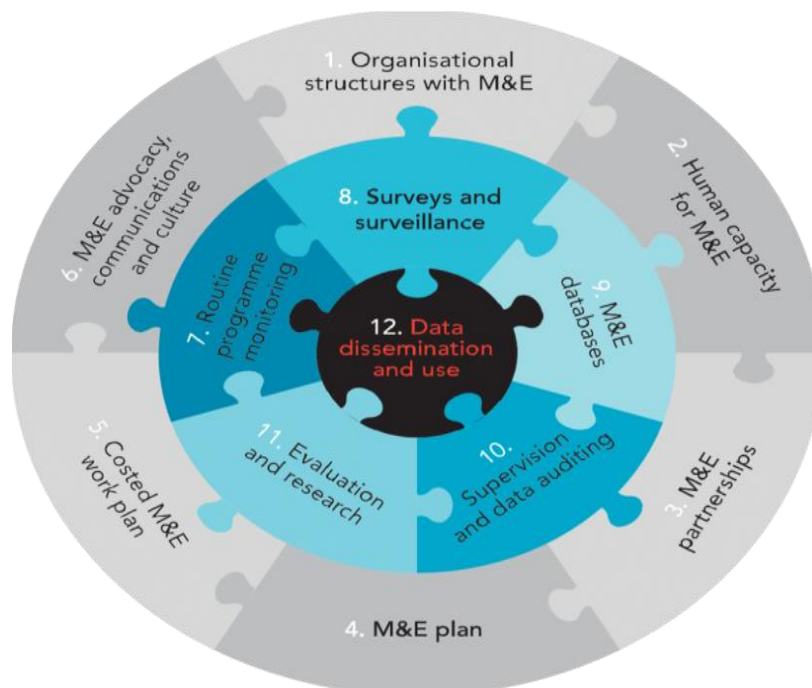 1. Organisational
structures with M&E
2. Human capacity
for M&E
3. M&E
partnerships
4. M&E plan
5. Costed M&E
work plan
6. M&E advocacy,
communications
and culture
7. Routine
programme
monitoring
8. Surveys and
surveillance
9. M&E
databases
10.
Supervision
and data auditing
11. Evaluation
and research
12. Data
dissemination
and use